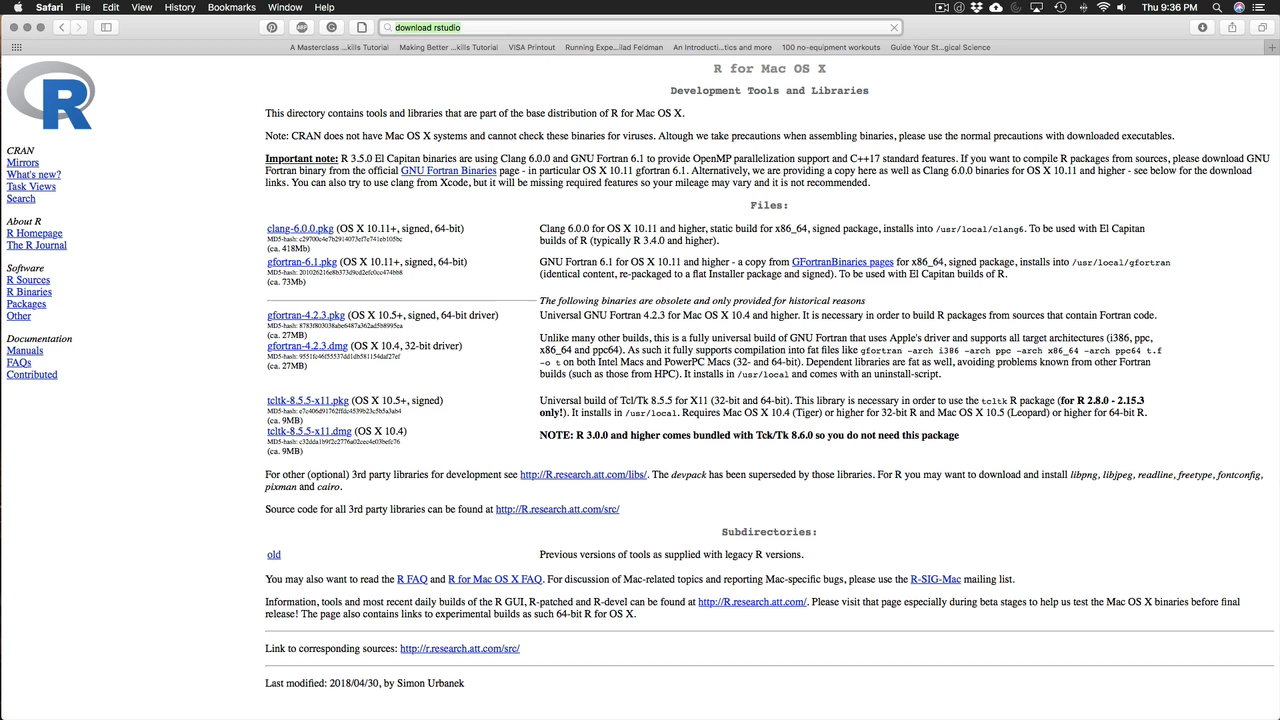 Safari File Edit View History Bookmarks Window Help
Thu 9:36 PM
download rstudio
A Masterclass ...kills Tutorial Making Better ...kills Tutorial VISA Printout Running Expe...llad Feldman An Introducti...tics and more 100 no-equipment workouts Guide Your St...gical Science
R
CRAN
Mirrors
What's new?
Task Views
Search
About R
R Homepage
The R Journal
Software
R Sources
R Binaries
Packages
Other
Documentation
Manuals
FAQs
Contributed
R for Mac OS X
Development Tools and Libraries
This directory contains tools and libraries that are part of the base distribution of R for Mac OS X.
Note: CRAN does not have Mac OS X systems and cannot check these binaries for viruses. Altough we take precautions when assembling binaries, please use the normal precautions with downloaded executables.
Important note: R 3.5.0 El Capitan binaries are using Clang 6.0.0 and GNU Fortran 6.1 to provide OpenMP parallelization support and C++17 standard features. If you want to compile R packages from sources, please download GNU
Fortran binary from the official GNU Fortran Binaries page - in particular OS X 10.11 gfortran 6.1. Alternatively, we are providing a copy here as well as Clang 6.0.0 binaries for OS X 10.11 and higher - see below for the download
links. You can also try to use clang from Xcode, but it will be missing required features so your mileage may vary and it is not recommended.
Files:
clang-6.0.0.pkg (OS X 10.11+, signed, 64-bit)
MD5-hash: c29700c4e7b2914073ef7e741eb105bc
(ca. 418Mb)
Clang 6.0.0 for OS X 10.11 and higher, static build for x86_64, signed package, installs into /usr/local/clang6. To be used with El Capitan
builds of R (typically R 3.4.0 and higher).
gfortran-6.1.pkg (OS X 10.11+, signed, 64-bit)
MD5-hash: 201026216e8b373d9cd2efc0cc474bb8
(ca. 73Mb)
GNU Fortran 6.1 for OS X 10.11 and higher - a copy from GFortranBinaries pages for x86_64, signed package, installs into /usr/local/gfortran
(identical content, re-packaged to a flat Installer package and signed). To be used with El Capitan builds of R.
The following binaries are obsolete and only provided for historical reasons
gfortran-4.2.3.pkg (OS X 10.5+, signed, 64-bit driver)
MD5-hash: 8783f803038abe6487a362ad5b8995ea
(ca. 27MB)
gfortran-4.2.3.dmg (OS X 10.4, 32-bit driver)
MD5-hash: 9551fc46f55537dd1db581154daf27ef
(ca. 27MB)
Universal GNU Fortran 4.2.3 for Mac OS X 10.4 and higher. It is necessary in order to build R packages from sources that contain Fortran code.
Unlike many other builds, this is a fully universal build of GNU Fortran that uses Apple's driver and supports all target architectures (i386, ppc,
x86_64 and ppc64). As such it fully supports compilation into fat files like gfortran -arch i386 -arch ppc -arch x86_64 -arch ppc64 t.f
-o t on both Intel Macs and PowerPC Macs (32- and 64-bit). Dependent libraries are fat as well, avoiding problems known from other Fortran
builds (such as those from HPC). It installs in /usr/local and comes with an uninstall-script.
tcltk-8.5.5-x11.pkg (OS X 10.5+, signed)
MD5-hash: e7c406d91762ffdc4539b23c5b5a3ab4
(ca. 9MB)
tcltk-8.5.5-x11.dmg (OS X 10.4)
MD5-hash: c32dda1b9f2c2776a02cec4e03befc76
(ca. 9MB)
Universal build of Tcl/Tk 8.5.5 for X11 (32-bit and 64-bit). This library is necessary in order to use the tcltk R package (for R 2.8.0 - 2.15.3
only!). It installs in /usr/local. Requires Mac OS X 10.4 (Tiger) or higher for 32-bit R and Mac OS X 10.5 (Leopard) or higher for 64-bit R.
NOTE: R 3.0.0 and higher comes bundled with Tck/Tk 8.6.0 so you do not need this package
For other (optional) 3rd party libraries for development see http://R.research.att.com/libs/. The devpack has been superseded by those libraries. For R you may want to download and install libpng, libjpeg, readline, freetype, fontconfig,
pixman and cairo.
Source code for all 3rd party libraries can be found at http://R.research.att.com/src/
Subdirectories:
old
Previous versions of tools as supplied with legacy R versions.
You may also want to read the R FAQ and R for Mac OS X FAQ. For discussion of Mac-related topics and reporting Mac-specific bugs, please use the R-SIG-Mac mailing list.
Information, tools and most recent daily builds of the R GUI, R-patched and R-devel can be found at http://R.research.att.com/. Please visit that page especially during beta stages to help us test the Mac OS X binaries before final
release! The page also contains links to experimental builds as such 64-bit R for OS X.
Link to corresponding sources: http://r.research.att.com/src/
Last modified: 2018/04/30, by Simon Urbanek